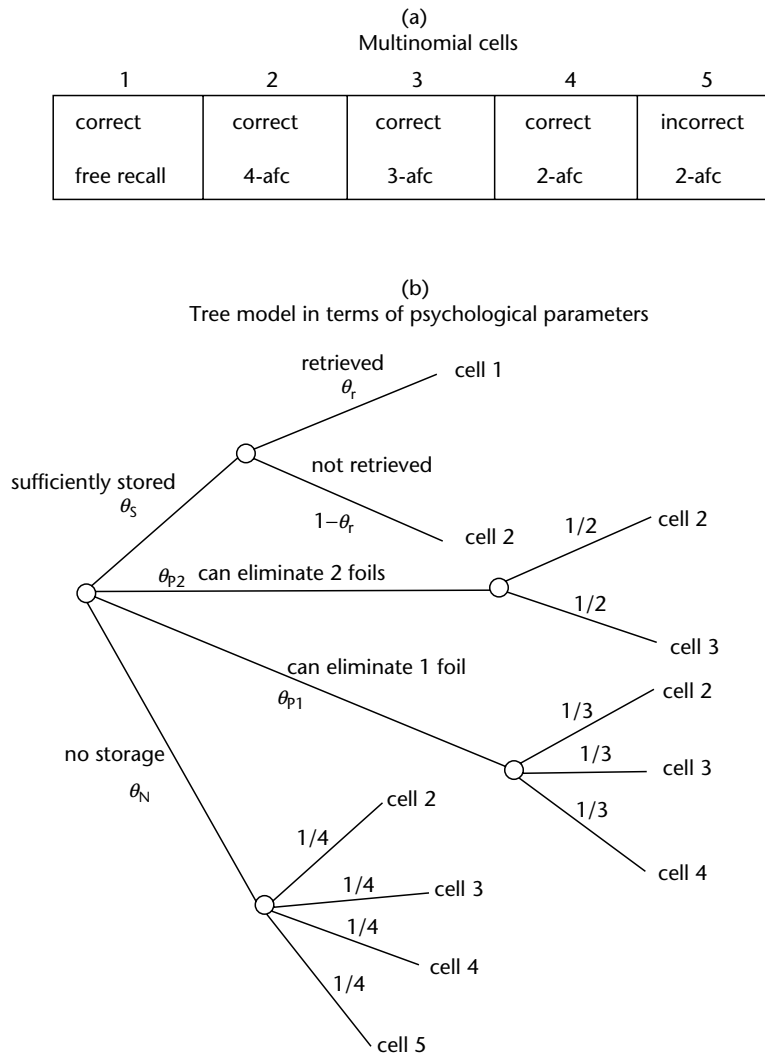 (a)
Multinomial cells
1 2 3 4 5
correct correct correct correct incorrect
free recall 4-afc 3-afc 2-afc 2-afc
(b)
Tree model in terms of psychological parameters
retrieved
θr
cell 1
not retrieved
1−θr
cell 2
sufficiently stored
θS
θP2 can eliminate 2 foils
1/2
cell 2
1/2
cell 3
can eliminate 1 foil
θP1
1/3
cell 2
1/3
cell 3
1/3
cell 4
no storage
θN
1/4
cell 2
1/4
cell 3
1/4
cell 4
1/4
cell 5